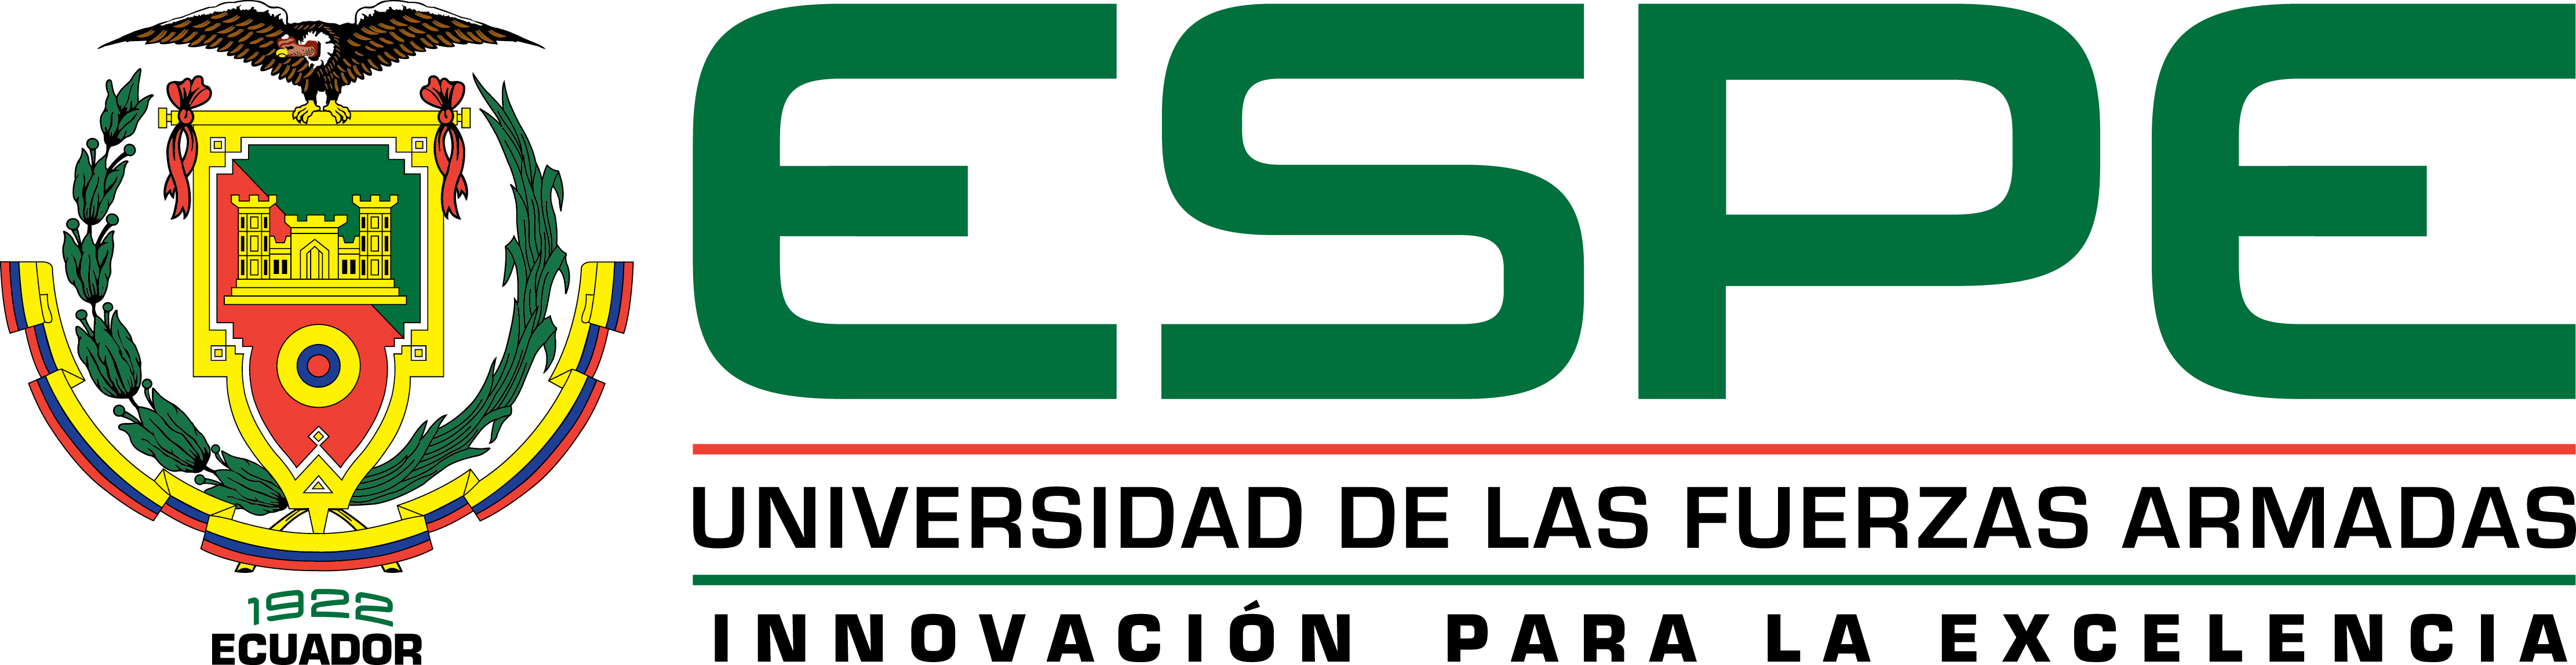 ESPE
UNIVERSIDAD DE LAS FUERZAS ARMADAS
INNOVACIÓN PARA LA EXCELENCIA
1922
ECUADOR